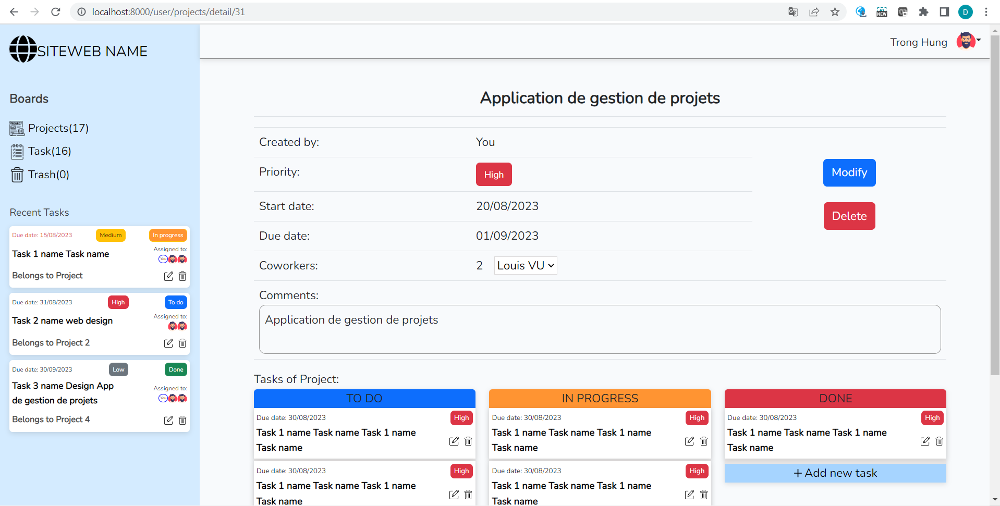 localhost:8000/user/projects/detail/31
NEW
D
SITEWEB NAME
Trong Hung
Boards
Projects(17)
Task(16)
Trash(0)
Recent Tasks
Due date: 15/08/2023 Medium In progress
Assigned to:
Task 1 name Task name
You
Belongs to Project
Due date: 31/08/2023 High To do
Assigned to:
Task 2 name web design
Belongs to Project 2
Due date: 30/09/2023 Low Done
Task 3 name Design App
de gestion de projets
Assigned to:
You
Belongs to Project 4
Application de gestion de projets
Created by: You
Priority: High
Start date: 20/08/2023
Due date: 01/09/2023
Coworkers: 2 Louis VU
Modify
Delete
Comments:
Application de gestion de projets
Tasks of Project:
TO DO
Due date: 30/08/2023 High
Task 1 name Task name Task 1 name
Task name
Due date: 30/08/2023 High
Task 1 name Task name Task 1 name
Task name
IN PROGRESS
Due date: 30/08/2023 High
Task 1 name Task name Task 1 name
Task name
Due date: 30/08/2023 High
Task 1 name Task name Task 1 name
Task name
DONE
Due date: 30/08/2023 High
Task 1 name Task name Task 1 name
Task name
+ Add new task